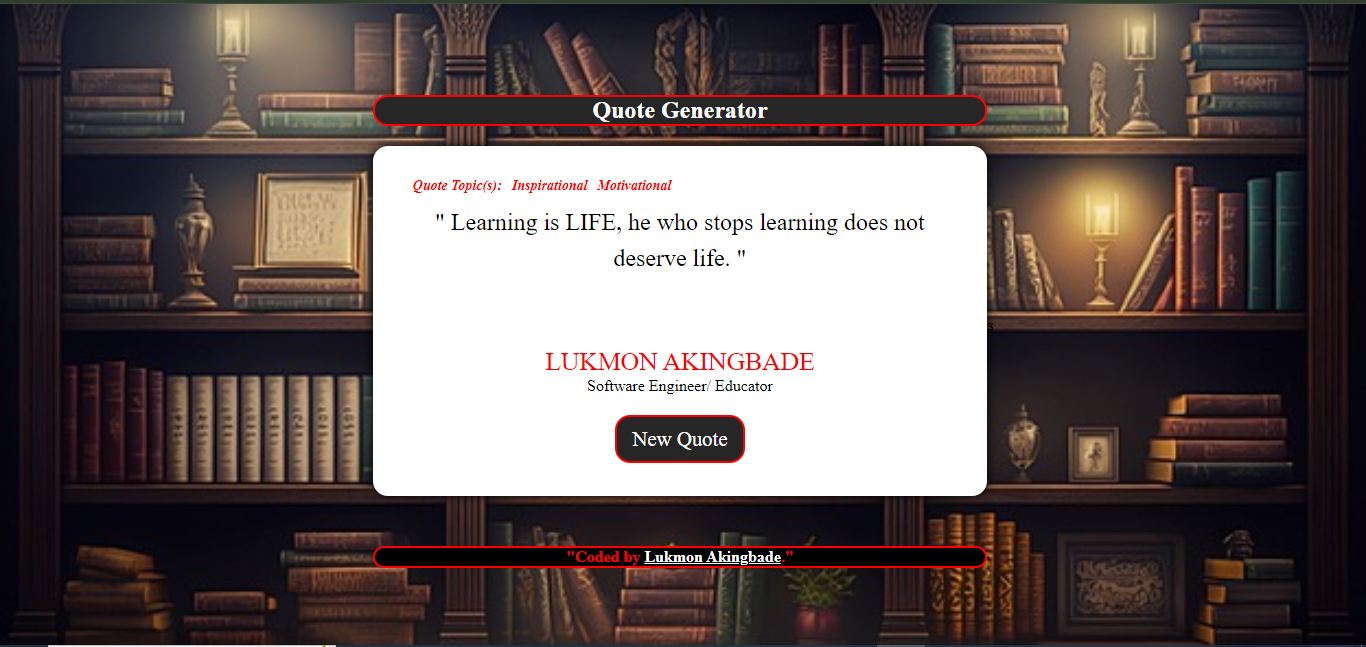 Quote Generator
Quote Topic(s): Inspirational Motivational
" Learning is LIFE, he who stops learning does not
deserve life. "
LUKMON AKINGBADE
Software Engineer/ Educator
New Quote
"Coded by Lukmon Akingbade."